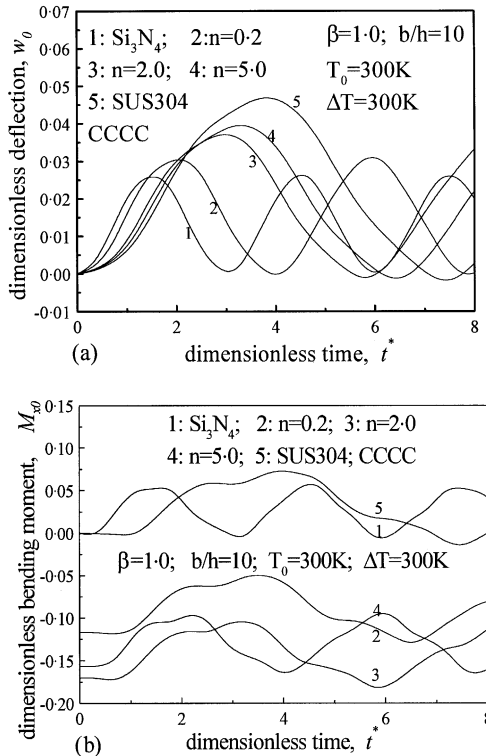 0·07
0·06
0·05
0·04
0·03
0·02
0·01
0·00
-0·01
dimensionless deflection, w0
1: Si3N4; 2:n=0·2
β=1·0; b/h=10
3: n=2.0; 4: n=5·0
T0=300K
5: SUS304
ΔT=300K
CCCC
5
4
3
2
1
0 2 4 6 8
(a)
dimensionless time, t*
0·15
0·10
0·05
0·00
-0·05
-0·10
-0·15
-0·20
dimensionless bending moment, Mx0
1: Si3N4; 2: n=0.2; 3: n=2·0
4: n=5·0; 5: SUS304; CCCC
5
1
β=1·0; b/h=10; T0=300K; ΔT=300K
4
2
3
0 2 4 6 8
(b)
dimensionless time, t*